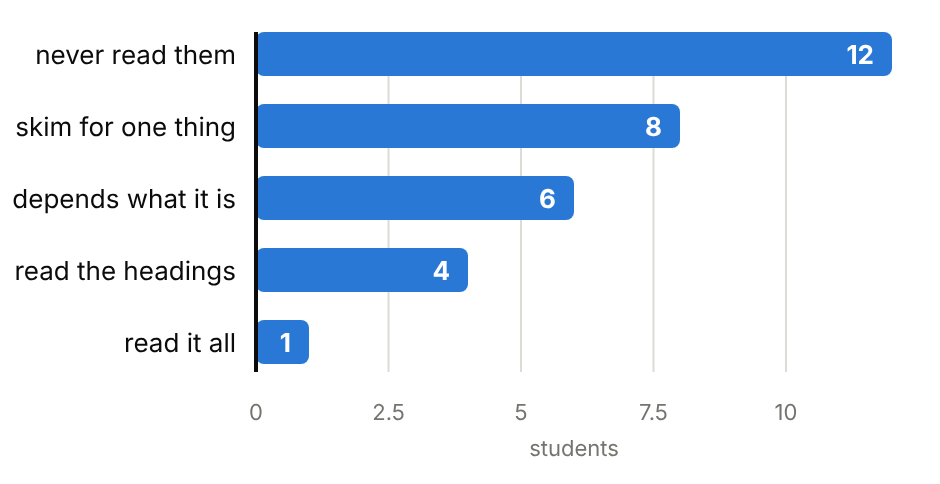 never read them 12
skim for one thing 8
depends what it is 6
read the headings 4
read it all 1
0 2.5 5 7.5 10
students